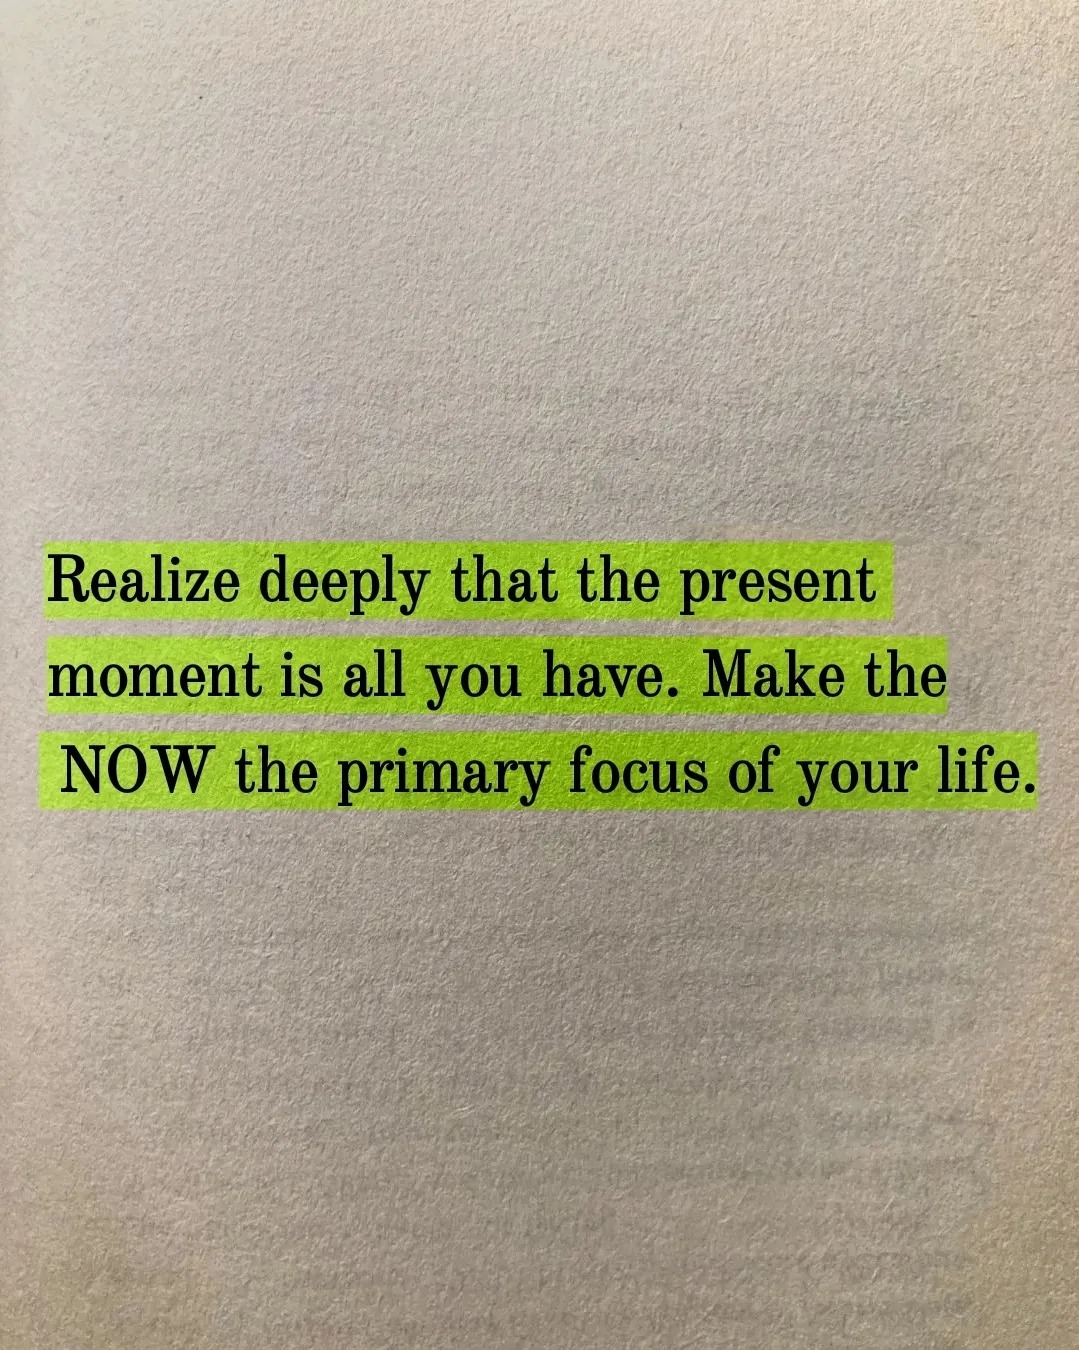 Realize deeply that the present
moment is all you have. Make the
NOW the primary focus of your life.